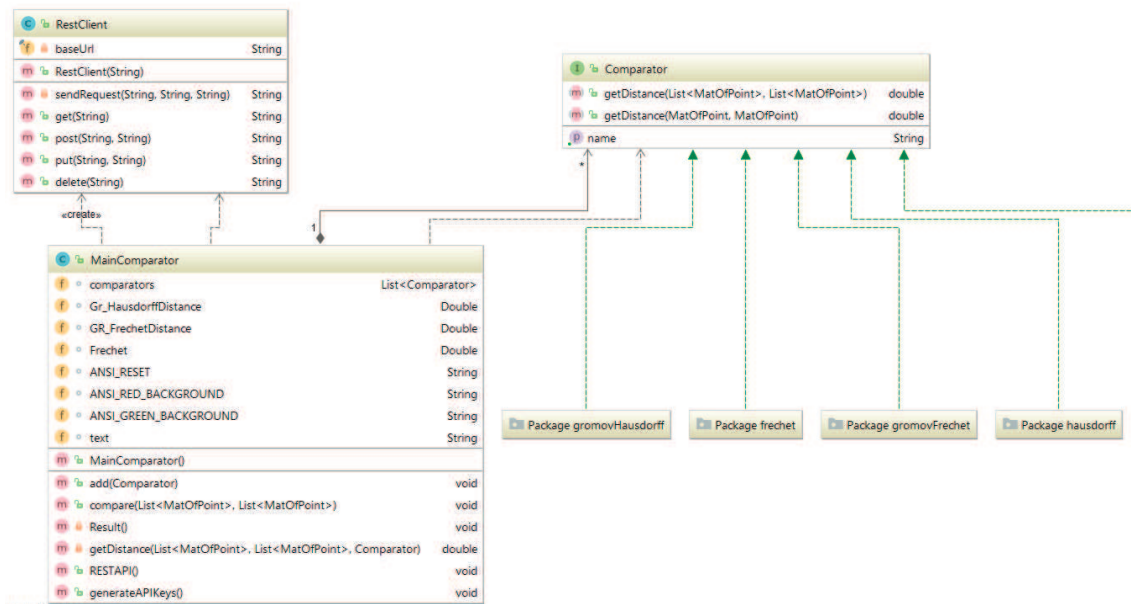 RestClient
baseUrl String
RestClient(String)
sendRequest(String, String, String) String
get(String) String
post(String, String) String
put(String, String) String
delete(String) String
Comparator
getDistance(List<MatOfPoint>, List<MatOfPoint>) double
getDistance(MatOfPoint, MatOfPoint) double
name String
*
«create»
1
MainComparator
comparators List<Comparator>
Gr_HausdorffDistance Double
GR_FrechetDistance Double
Frechet Double
ANSI_RESET String
ANSI_RED_BACKGROUND String
ANSI_GREEN_BACKGROUND String
text String
MainComparator()
add(Comparator) void
compare(List<MatOfPoint>, List<MatOfPoint>) void
Result() void
getDistance(List<MatOfPoint>, List<MatOfPoint>, Comparator) double
RESTAPI() void
generateAPIKeys() void
Package gromovHausdorff
Package frechet
Package gromovFrechet
Package hausdorff